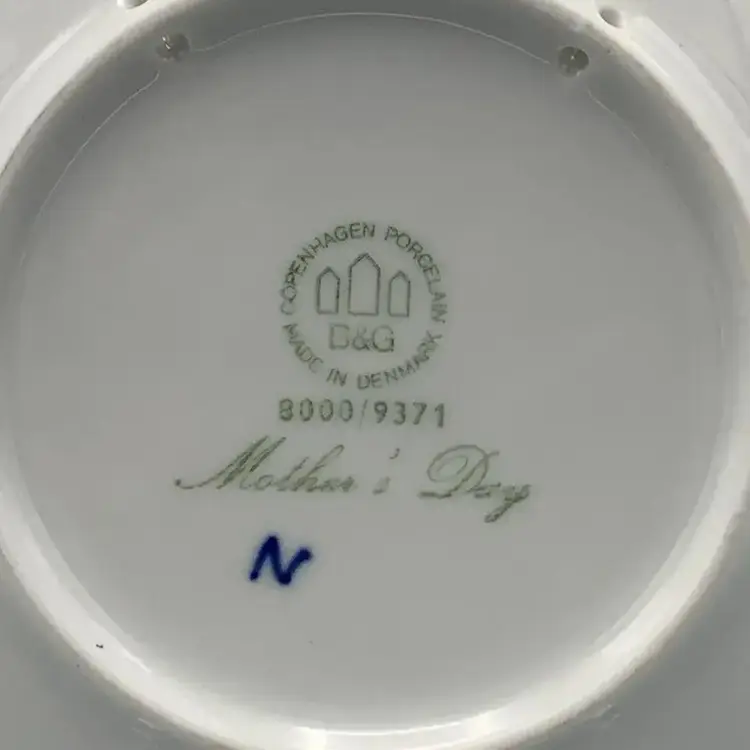 COPENHAGEN PORCELAIN
B&G
MADE IN DENMARK
8000/9371
Mother's Day
N